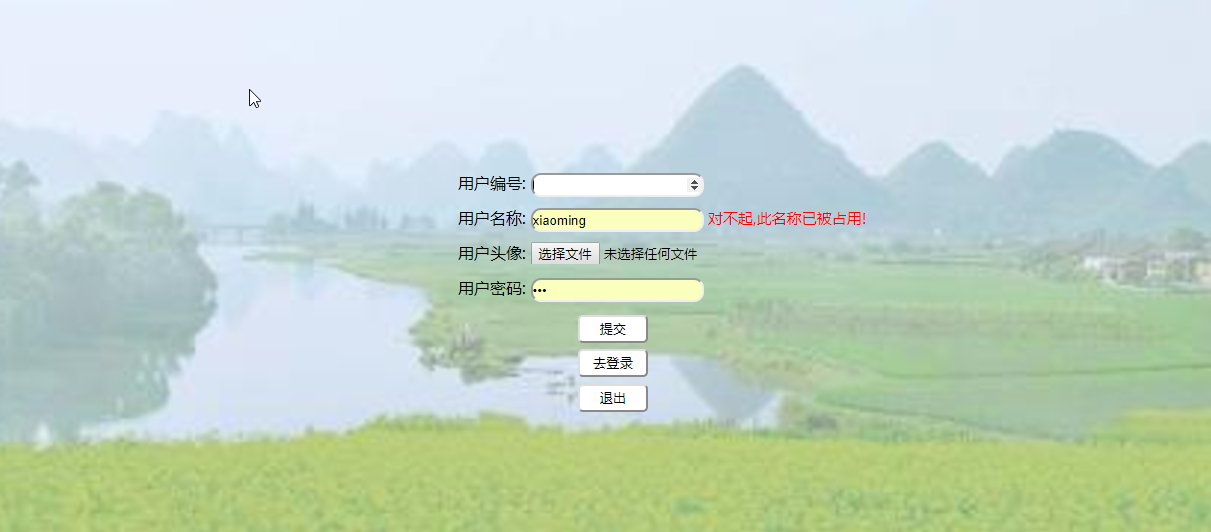 用户编号:
用户名称: xiaoming 对不起,此名称已被占用!
用户头像: 选择文件 未选择任何文件
用户密码: •••
提交
去登录
退出